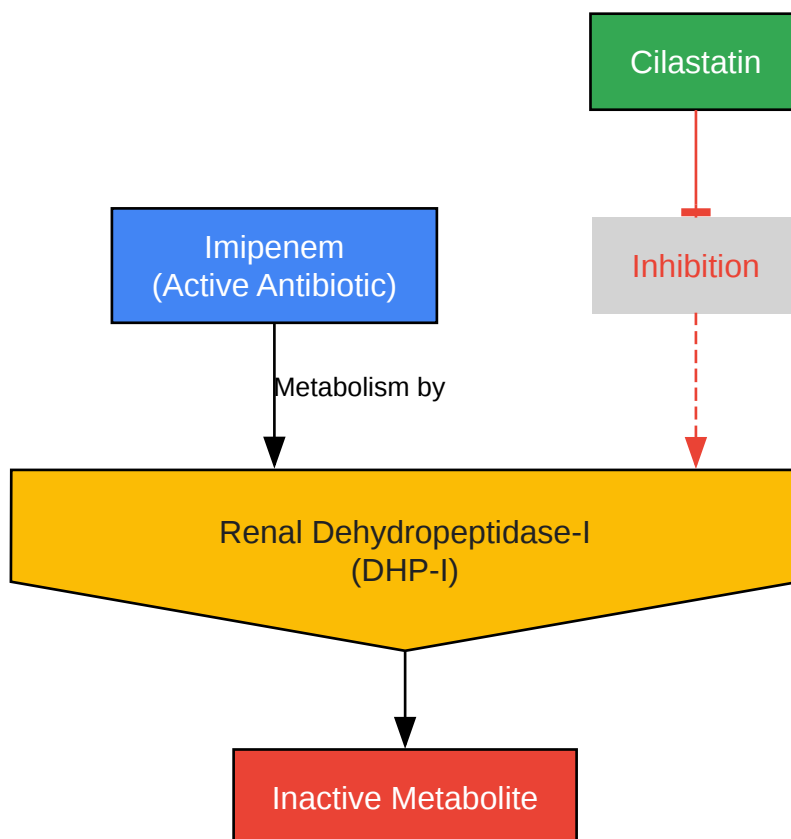 Cilastatin
Imipenem
(Active Antibiotic)
Inhibition
Metabolism by
Renal Dehydropeptidase-I
(DHP-I)
Inactive Metabolite